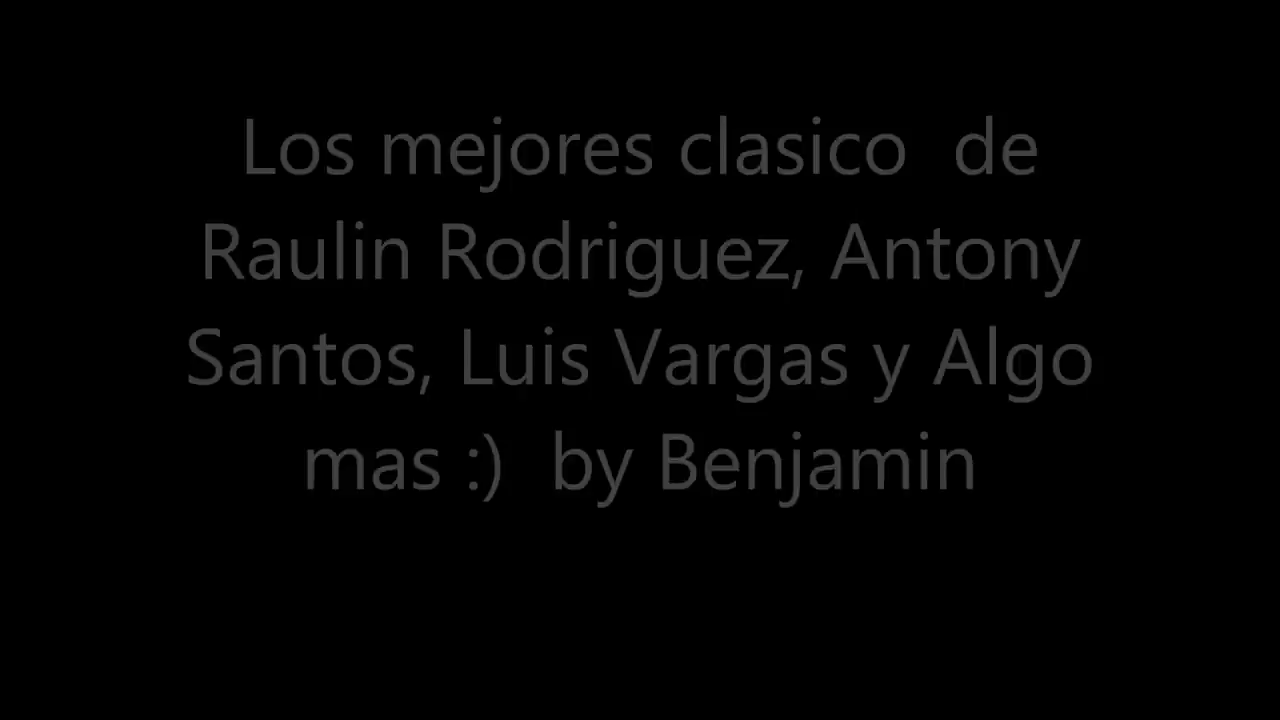 Los mejores clasico  de
Raulin Rodriguez, Antony
Santos, Luis Vargas y Algo
mas :)  by Benjamin